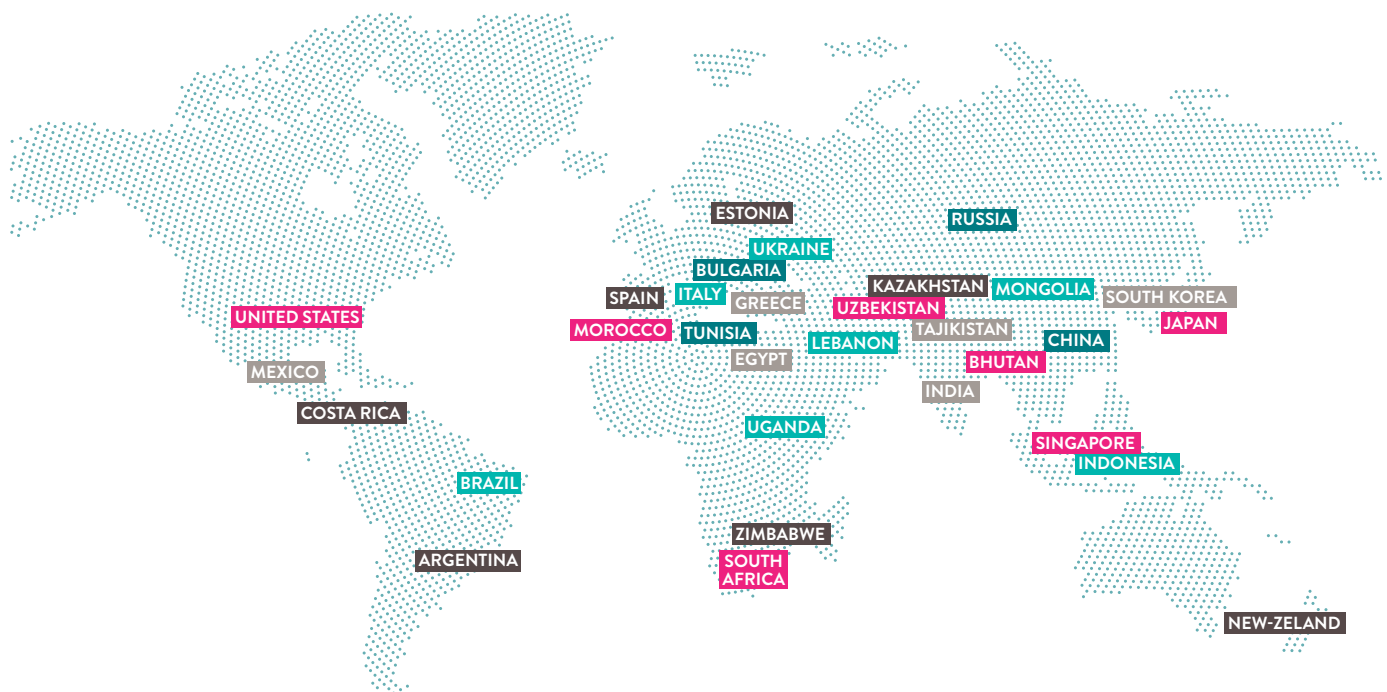 ESTONIA
RUSSIA
UKRAINE
BULGARIA
KAZAKHSTAN
MONGOLIA
SPAIN
ITALY
GREECE
SOUTH KOREA
UZBEKISTAN
UNITED STATES
JAPAN
MOROCCO
TUNISIA
TAJIKISTAN
LEBANON
CHINA
EGYPT
BHUTAN
MEXICO
INDIA
COSTA RICA
UGANDA
SINGAPORE
INDONESIA
BRAZIL
ZIMBABWE
ARGENTINA
SOUTH
AFRICA
NEW-ZELAND